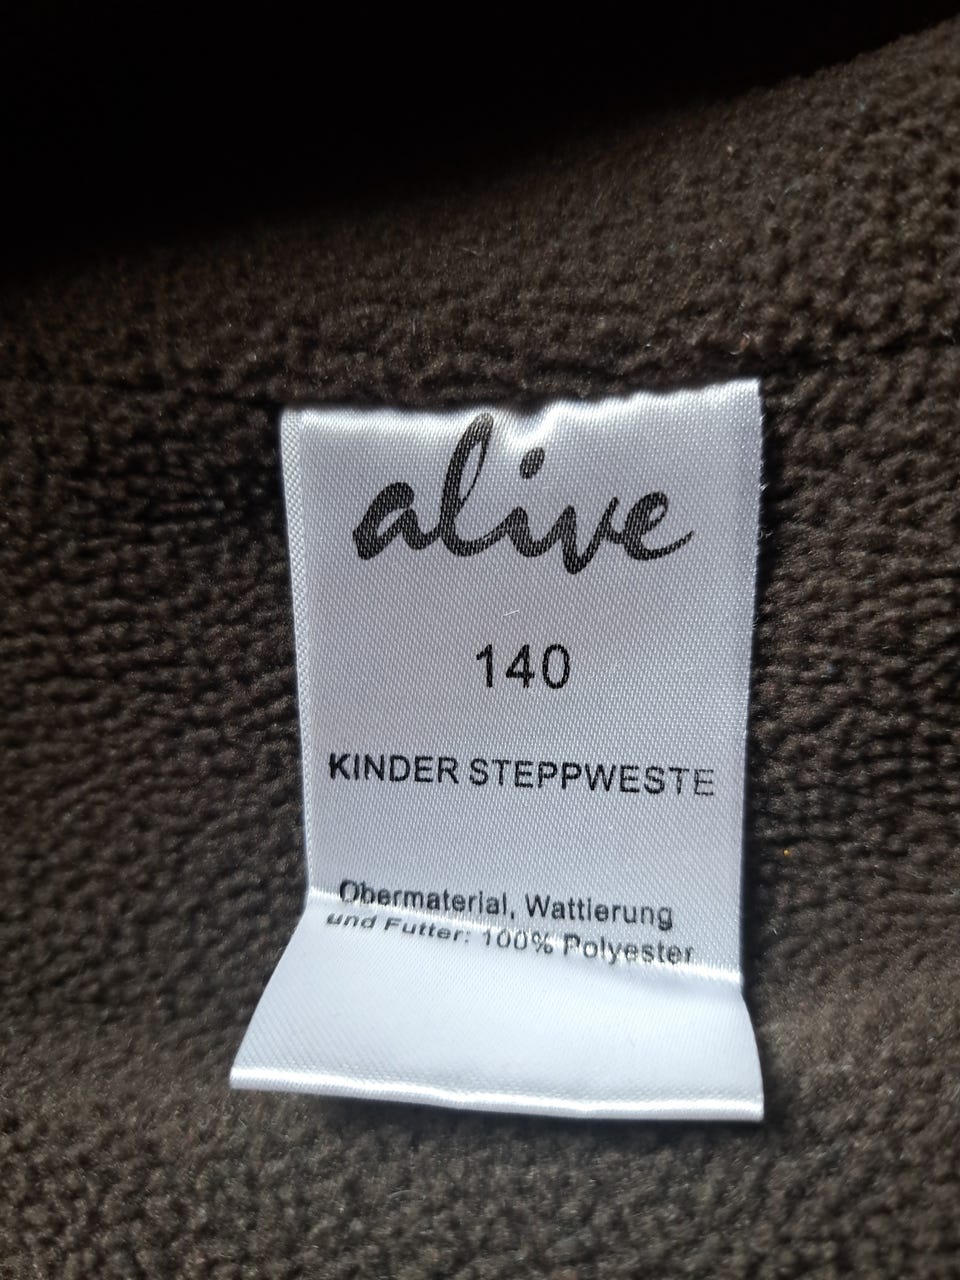 alive
140
KINDER STEPPWESTE
Obermaterial, Wattierung
und Futter: 100% Polyester